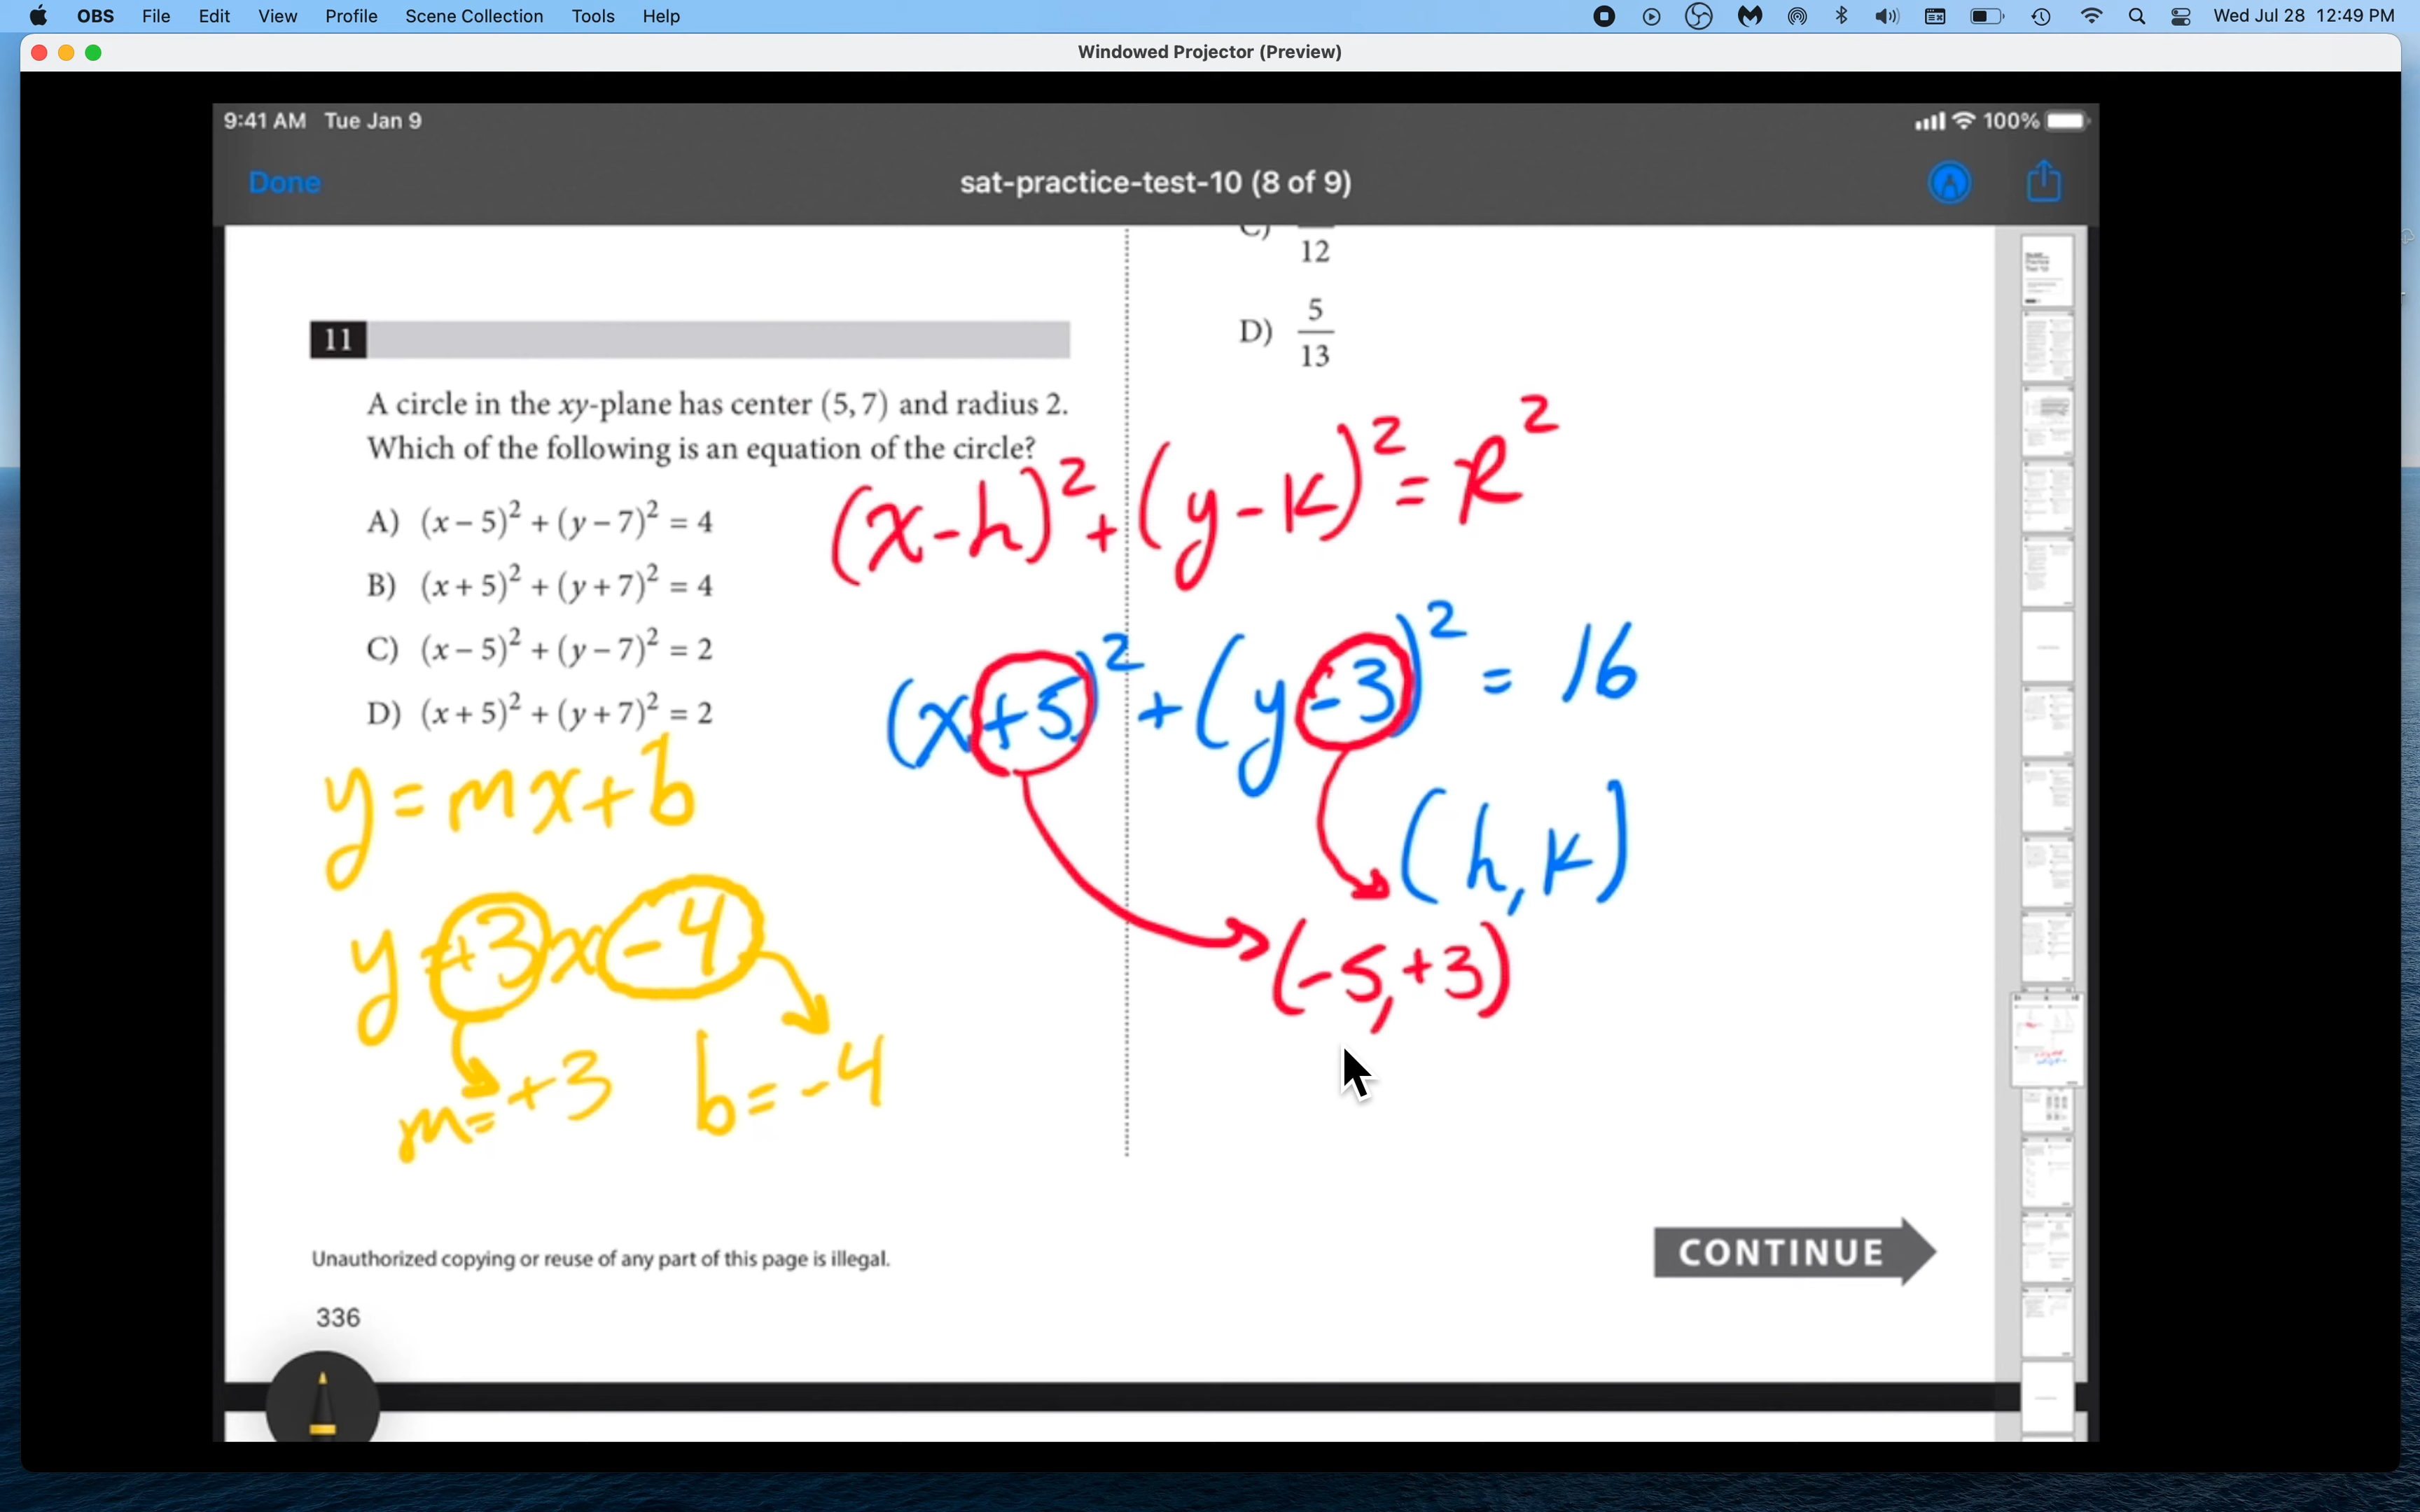 OBS File Edit View Profile Scene Collection Tools Help Wed Jul 28 12:49 PM
Windowed Projector (Preview)
9:41 AM Tue Jan 9 100%
Done sat-practice-test-10 (8 of 9)
C) 12
D) 5/13
11
A circle in the xy-plane has center (5, 7) and radius 2.
Which of the following is an equation of the circle?
A) (x − 5)² + (y − 7)² = 4
B) (x + 5)² + (y + 7)² = 4
C) (x − 5)² + (y − 7)² = 2
D) (x + 5)² + (y + 7)² = 2
(x-h)²+(y-k)²=R²
(x+5)²+(y-3)² = 16
(h,k)
(-5,+3)
y=mx+b
y=+3x-4
m=+3 b=-4
Unauthorized copying or reuse of any part of this page is illegal.
CONTINUE
336